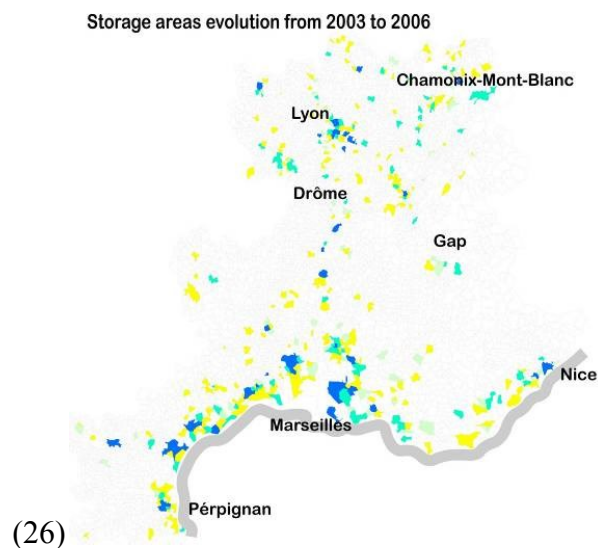 Storage areas evolution from 2003 to 2006
Chamonix-Mont-Blanc
Lyon
Drôme
Gap
Nice
Marseilles
Pérpignan
(26)